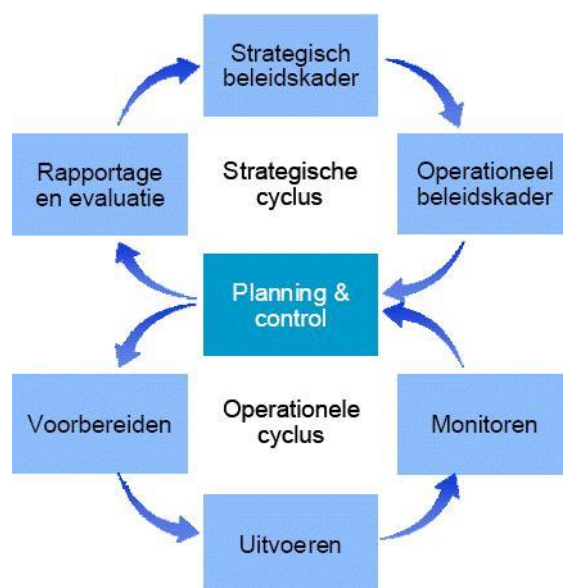 Strategisch
beleidskader
Rapportage
en evaluatie
Strategische
cyclus
Operationeel
beleidskader
Planning &
control
Voorbereiden
Operationele
cyclus
Monitoren
Uitvoeren